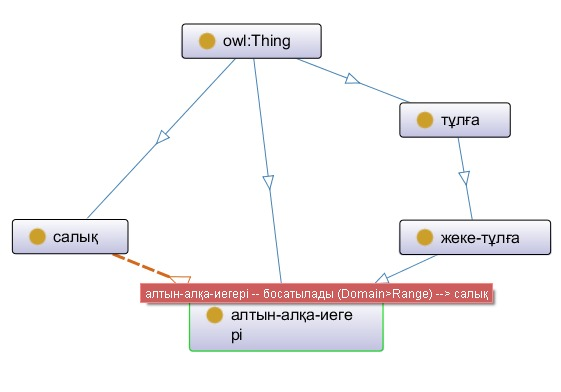 owl:Thing
тұлға
салық
жеке-тұлға
алтын-алқа-иегері -- босатылады (Domain>Range) --> салық
алтын-алқа-иеге
рі